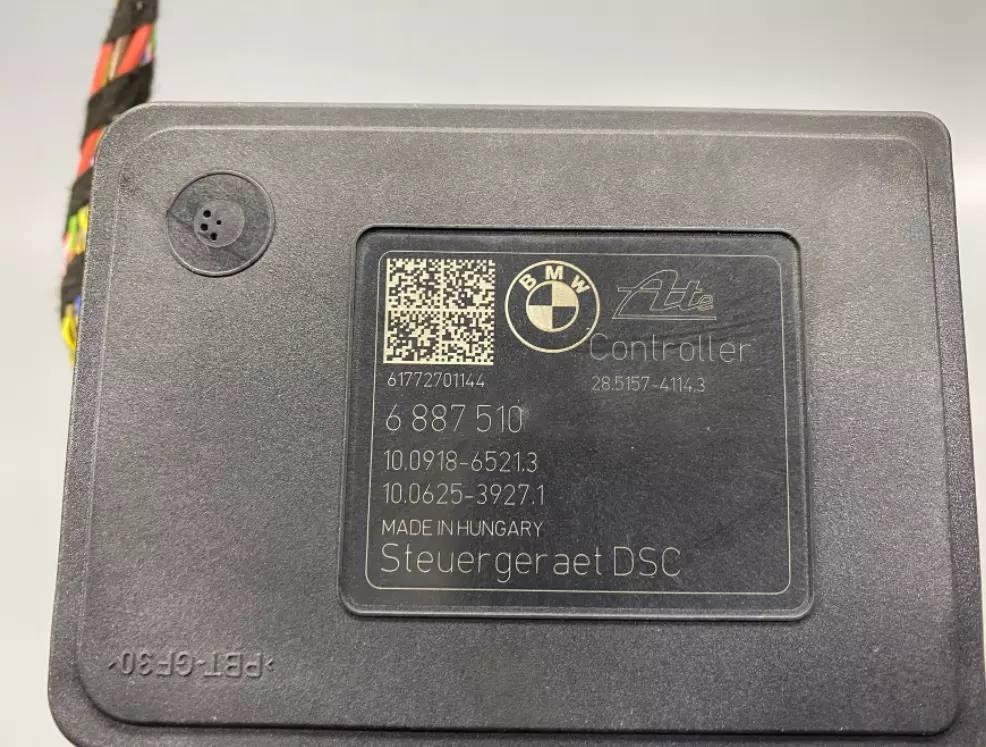 BMW
Ate
Controller
61772701144
28.5157-4114.3
6 887 510
10.0918-6521.3
10.0625-3927.1
MADE IN HUNGARY
Steuergeraet DSC
>PBT-GF30<